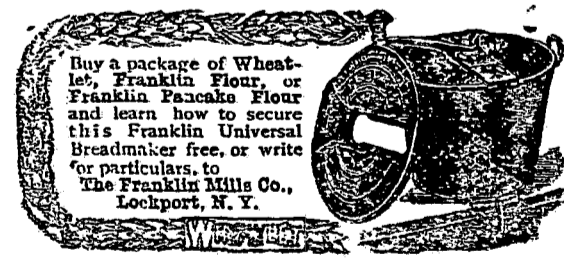 Buy a package of Wheat-
let, Franklin Flour, or
Franklin Pancake Flour
and learn how to secure
this Franklin Universal
Breadmaker free, or write
for particulars, to
The Franklin Mills Co.,
Lockport, N. Y.